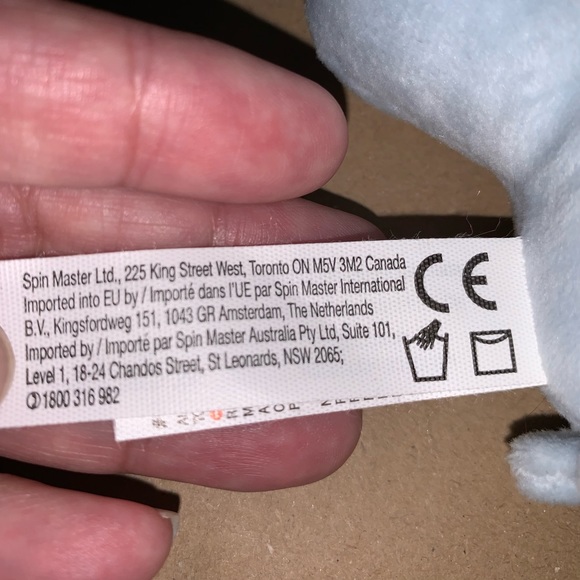 Spin Master Ltd., 225 King Street West, Toronto ON M5V 3M2 Canada
Imported into EU by / Importé dans l'UE par Spin Master International
B.V., Kingsfordweg 151, 1043 GR Amsterdam, The Netherlands
Imported by / Importé par Spin Master Australia Pty Ltd, Suite 101,
Level 1, 18-24 Chandos Street, St Leonards, NSW 2065;
1800 316 982
CE